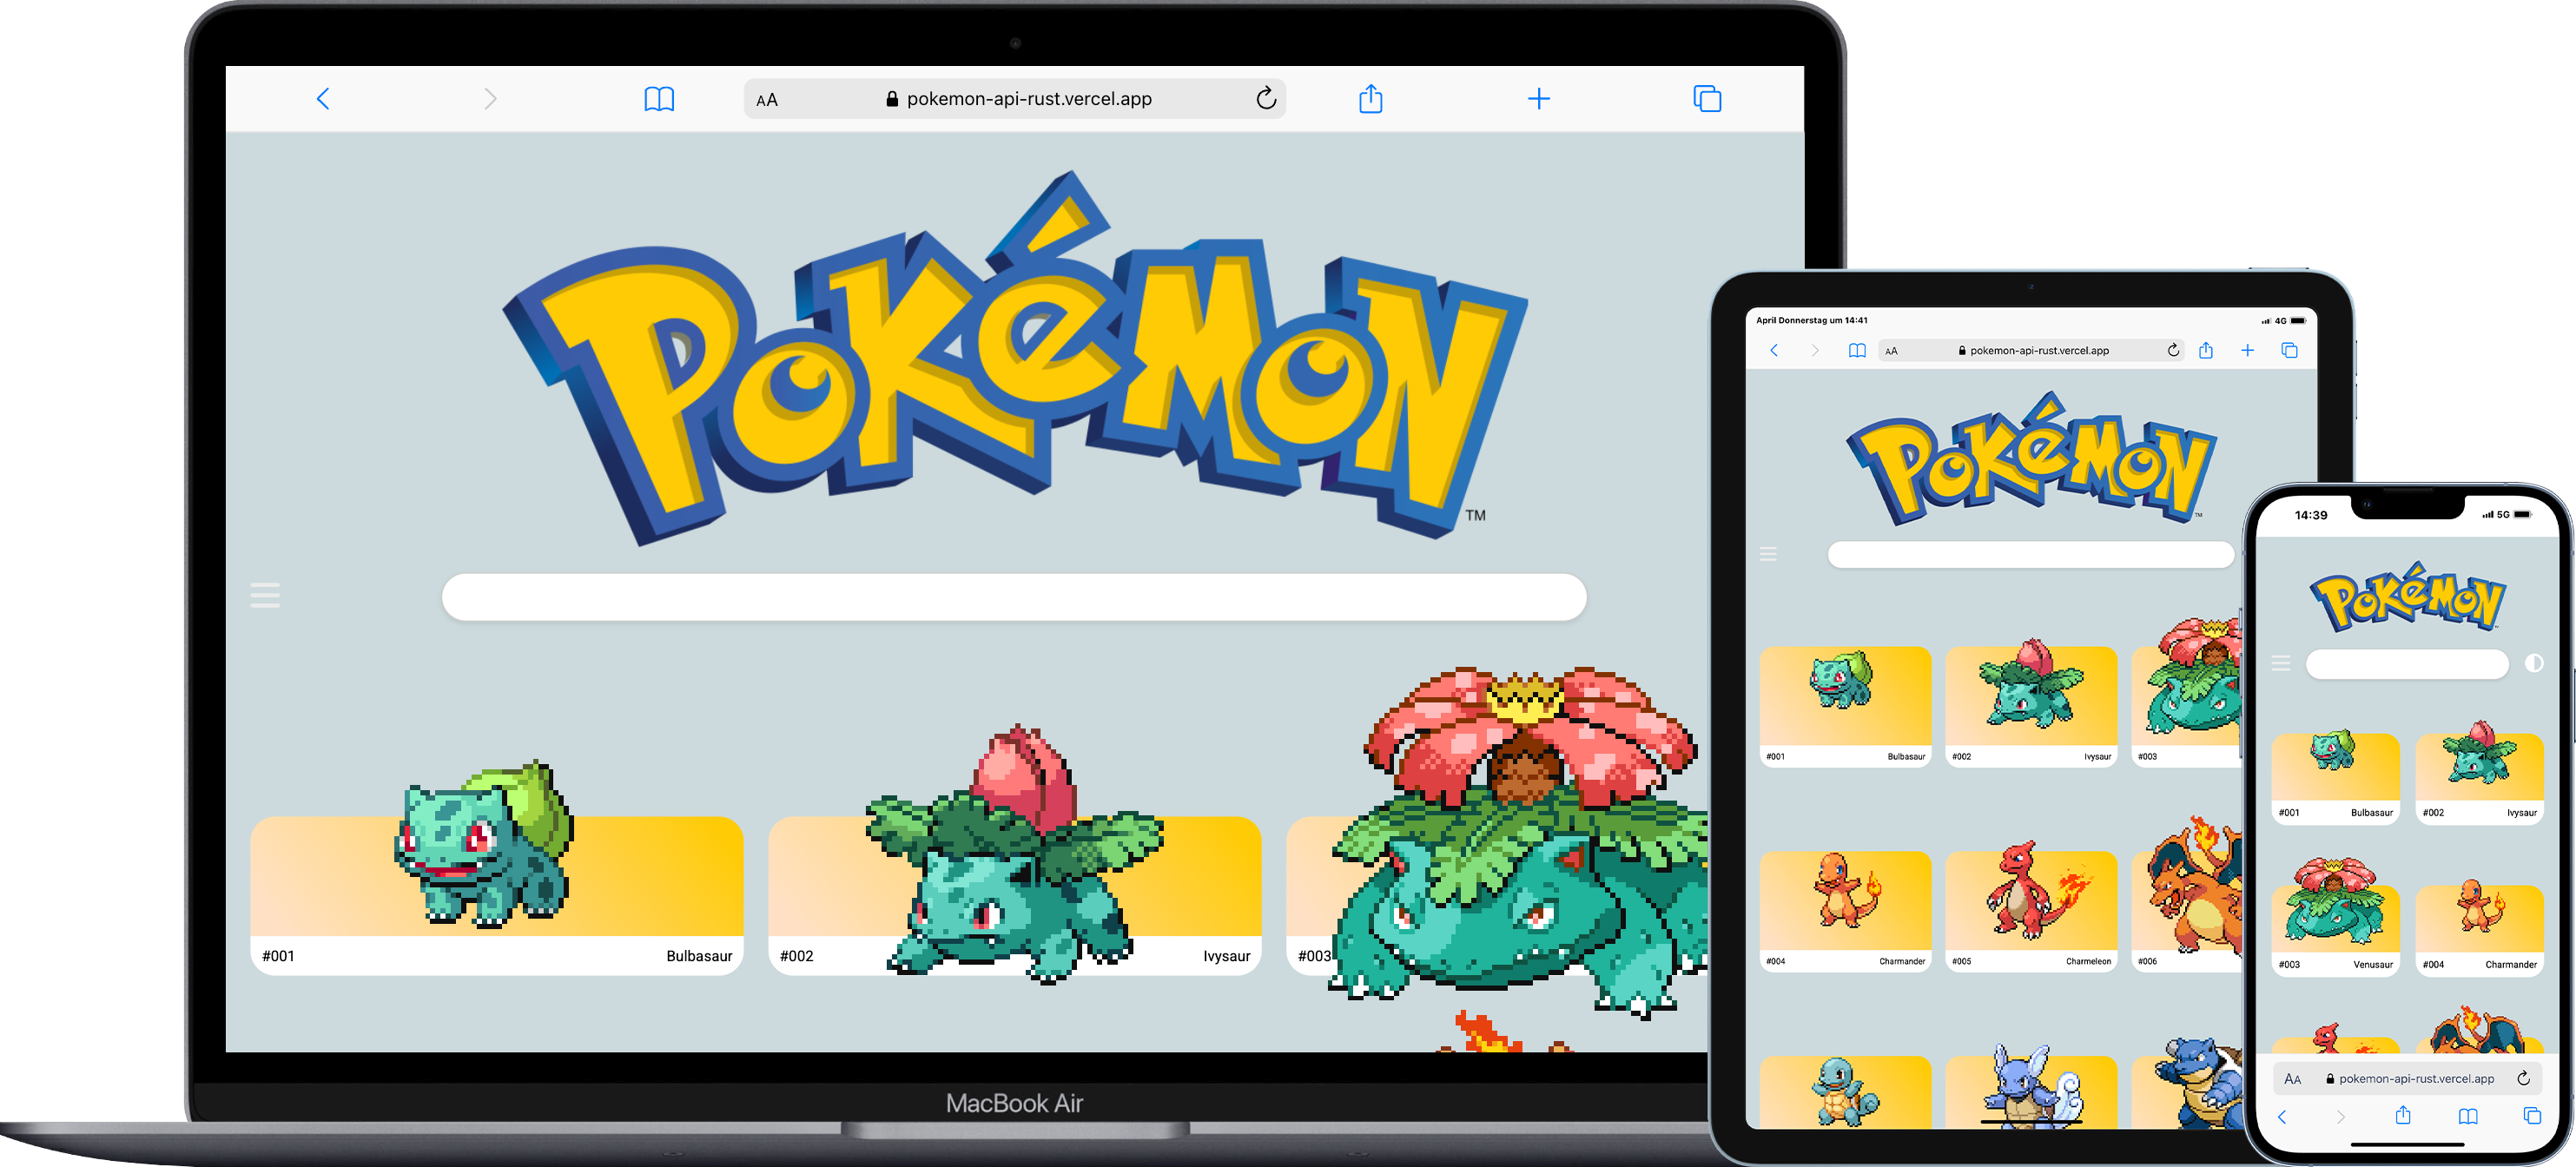 AA pokemon-api-rust.vercel.app
POKéMON
TM
#001 Bulbasaur
#002 Ivysaur
#003
MacBook Air
April Donnerstag um 14:41
4G
AA pokemon-api-rust.vercel.app
POKéMON
TM
#001 Bulbasaur
#002 Ivysaur
#003
#004 Charmander
#005 Charmeleon
#006
14:39
5G
POKéMON
#001 Bulbasaur
#002 Ivysaur
#003 Venusaur
#004 Charmander
AA pokemon-api-rust.vercel.app